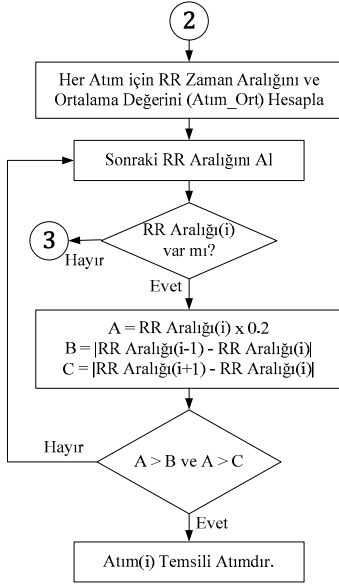 2
Her Atım için RR Zaman Aralığını ve
Ortalama Değerini (Atım_Ort) Hesapla
Sonraki RR Aralığını Al
RR Aralığı(i)
var mı?
3
Hayır
Evet
A = RR Aralığı(i) x 0.2
B = |RR Aralığı(i-1) - RR Aralığı(i)|
C = |RR Aralığı(i+1) - RR Aralığı(i)|
Hayır
A > B ve A > C
Evet
Atım(i) Temsili Atımdır.